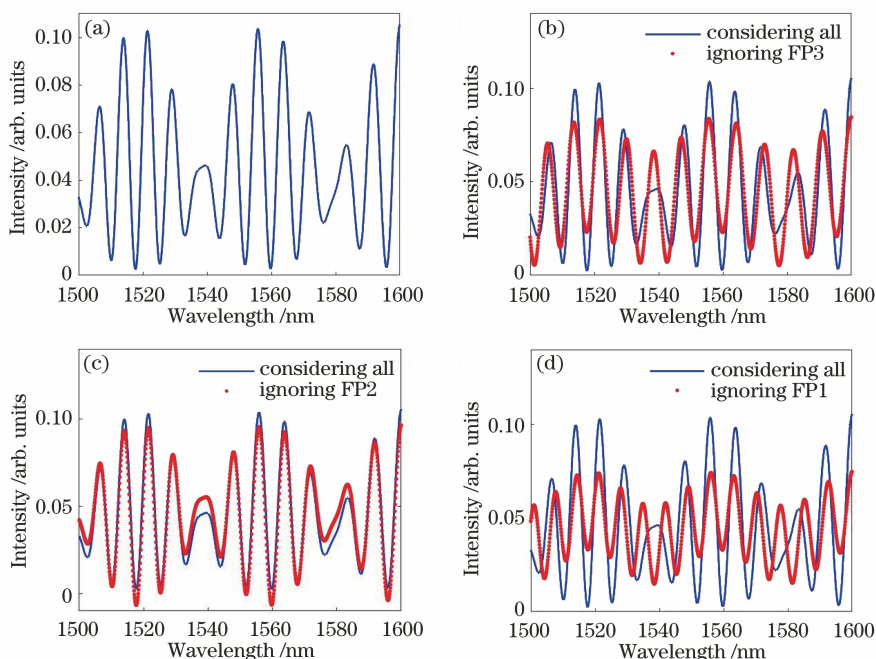 (a)
Intensity /arb. units
0.10
0.08
0.06
0.04
0.02
0
1500 1520 1540 1560 1580 1600
Wavelength /nm
(b)
considering all
ignoring FP3
Intensity /arb. units
0.10
0.05
0
1500 1520 1540 1560 1580 1600
Wavelength /nm
(c)
considering all
ignoring FP2
Intensity /arb. units
0.10
0.05
0
1500 1520 1540 1560 1580 1600
Wavelength /nm
(d)
considering all
ignoring FP1
Intensity /arb. units
0.10
0.05
0
1500 1520 1540 1560 1580 1600
Wavelength /nm